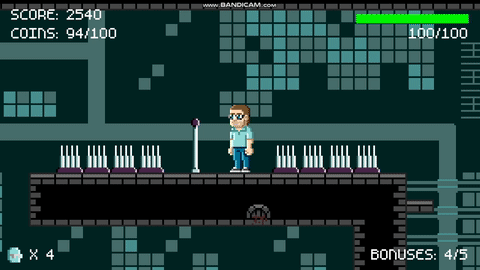 WWW.BANDICAM.COM
SCORE: 2540
COINS: 94/100
100/100
X 4
BONUSES: 4/5